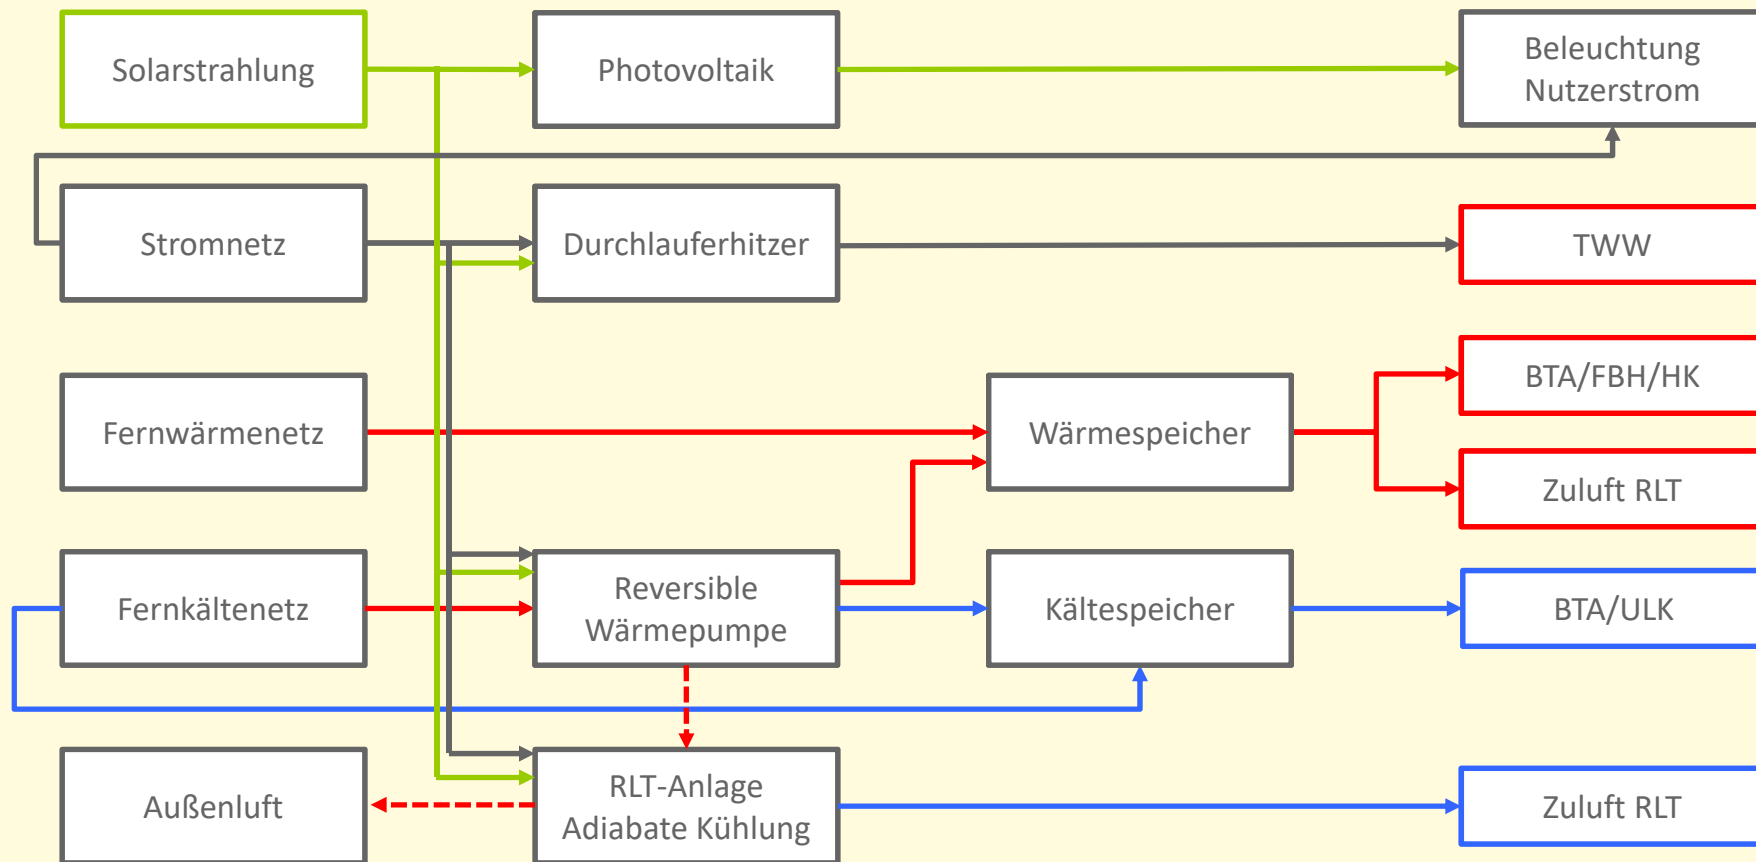 Solarstrahlung
Photovoltaik
Beleuchtung
Nutzerstrom
Stromnetz
Durchlauferhitzer
TWW
BTA/FBH/HK
Fernwärmenetz
Wärmespeicher
Zuluft RLT
Fernkältenetz
Reversible
Wärmepumpe
Kältespeicher
BTA/ULK
Außenluft
RLT-Anlage
Adiabate Kühlung
Zuluft RLT